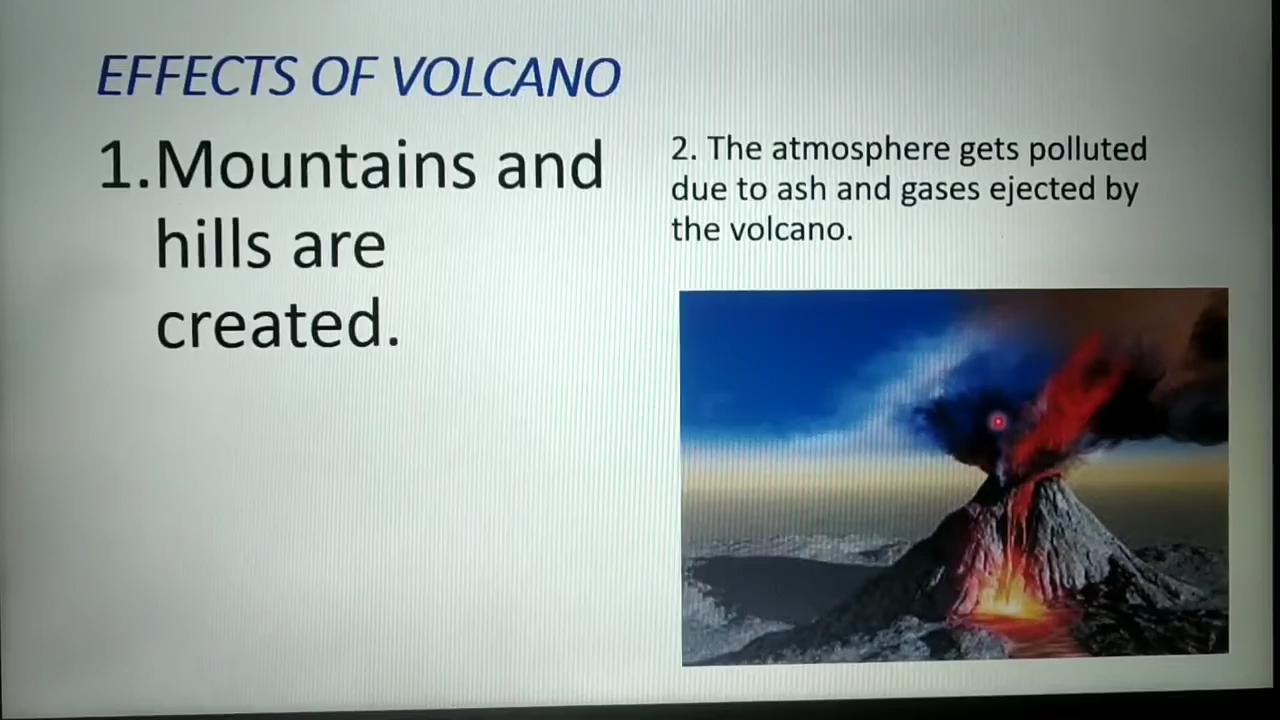 EFFECTS OF VOLCANO
1.Mountains and
hills are
created.
2. The atmosphere gets polluted
due to ash and gases ejected by
the volcano.